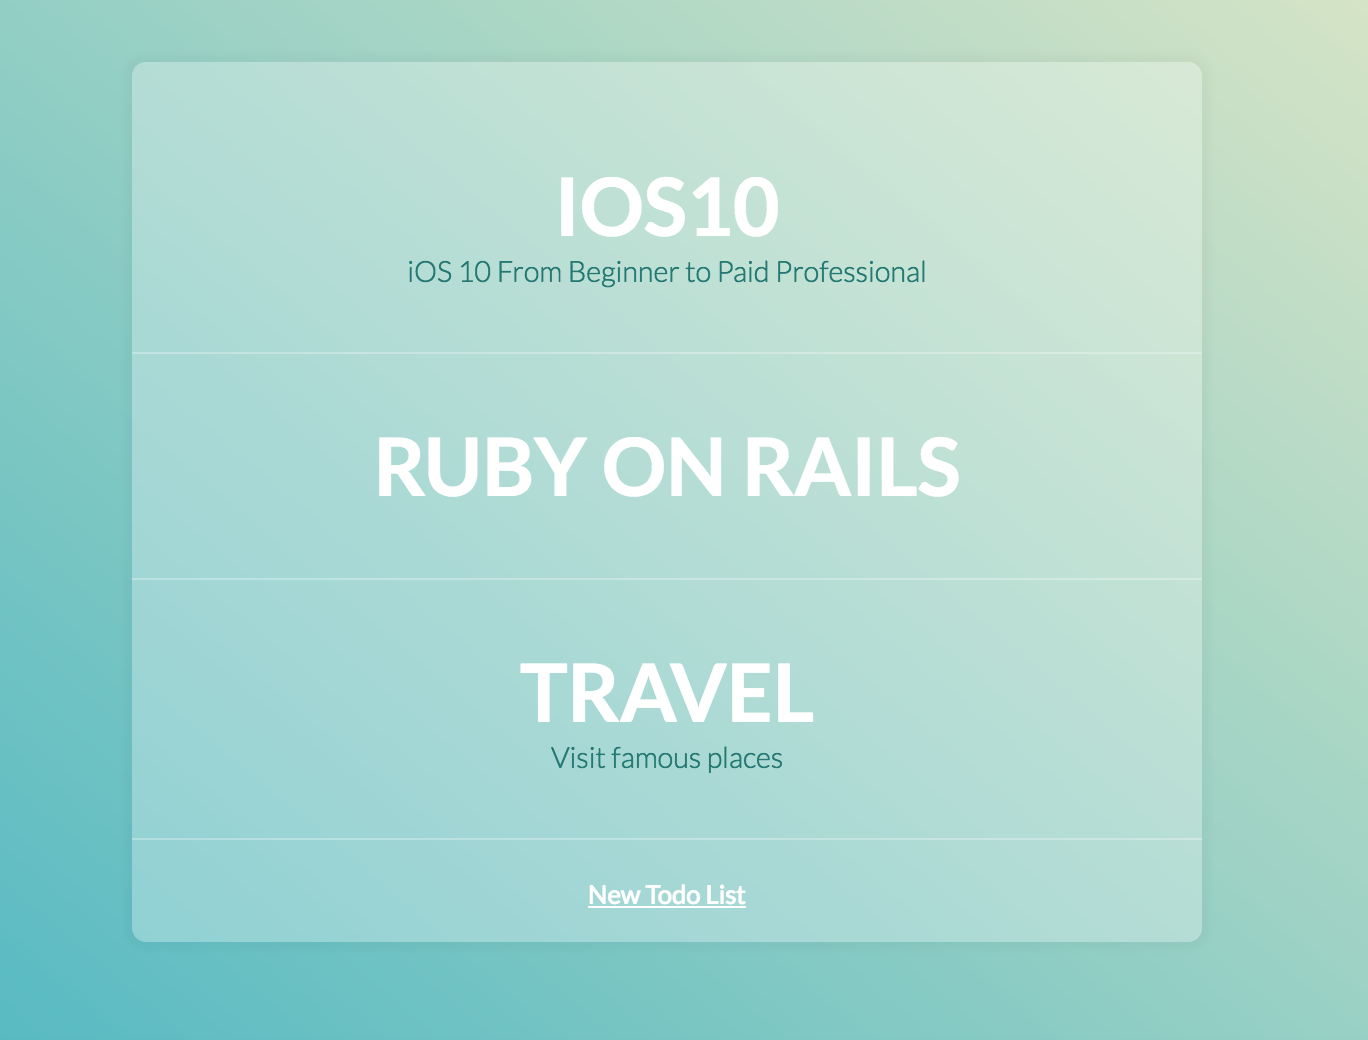 IOS10
iOS 10 From Beginner to Paid Professional
RUBY ON RAILS
TRAVEL
Visit famous places
New Todo List